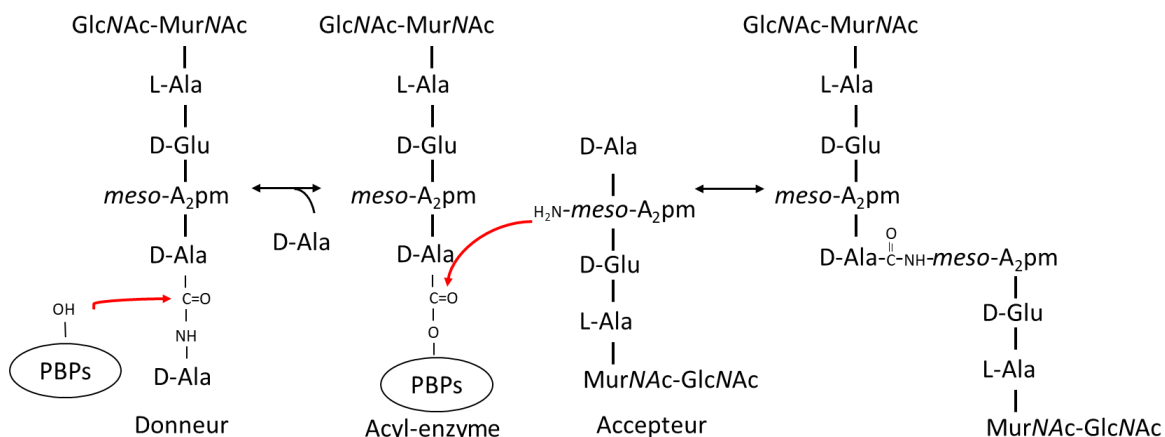 GlcNAc-MurNAc
L-Ala
D-Glu
meso-A2pm
D-Ala
C=O
NH
D-Ala
OH
PBPs
Donneur
D-Ala
GlcNAc-MurNAc
L-Ala
D-Glu
meso-A2pm
D-Ala
C=O
O
PBPs
Acyl-enzyme
D-Ala
H2N-meso-A2pm
D-Glu
L-Ala
MurNAc-GlcNAc
Accepteur
GlcNAc-MurNAc
L-Ala
D-Glu
meso-A2pm
O
D-Ala-C-NH-meso-A2pm
D-Glu
L-Ala
MurNAc-GlcNAc